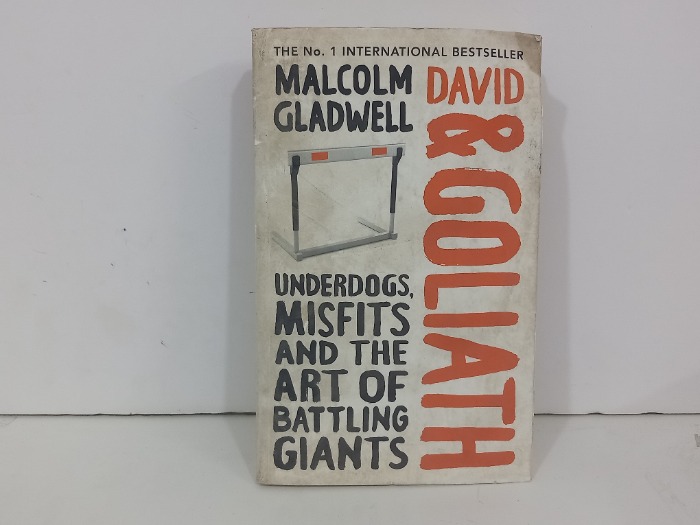 THE No. 1 INTERNATIONAL BESTSELLER
MALCOLM
GLADWELL
DAVID
& GOLIATH
UNDERDOGS,
MISFITS
AND THE
ART OF
BATTLING
GIANTS